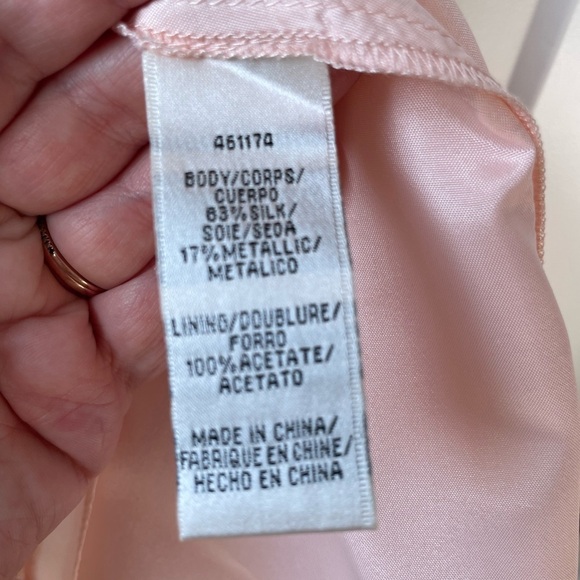 461174
BODY/CORPS/
CUERPO
83%SILK/
SOIE/SEDA
17%METALLIC/
METALICO
LINING/DOUBLURE/
FORRO
100%ACETATE/
ACETATO
MADE IN CHINA/
FABRIQUE EN CHINE/
HECHO EN CHINA